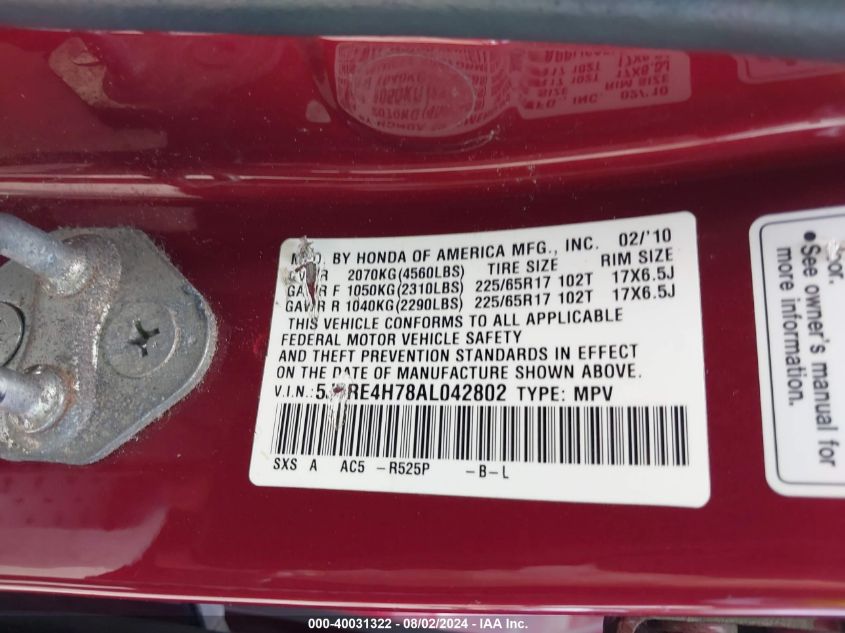 MFD. BY HONDA OF AMERICA MFG., INC. 02/'10
GVWR 2070KG(4560LBS) TIRE SIZE RIM SIZE
GAWR F 1050KG(2310LBS) 225/65R17 102T 17X6.5J
GAWR R 1040KG(2290LBS) 225/65R17 102T 17X6.5J
THIS VEHICLE CONFORMS TO ALL APPLICABLE
FEDERAL MOTOR VEHICLE SAFETY
AND THEFT PREVENTION STANDARDS IN EFFECT
ON THE DATE OF MANUFACTURE SHOWN ABOVE.
V.I.N.: RE4H78AL042802 TYPE: MPV
SXS A AC5 -R525P -B-L
door.
• See owner's manual for
more information.
000-40031322 - 08/02/2024 - © IAA Inc.